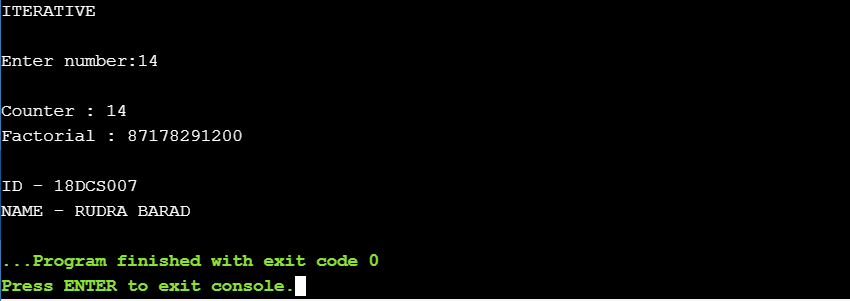 ITERATIVE
Enter number:14
Counter : 14
Factorial : 87178291200
ID - 18DCS007
NAME - RUDRA BARAD
...Program finished with exit code 0
Press ENTER to exit console.